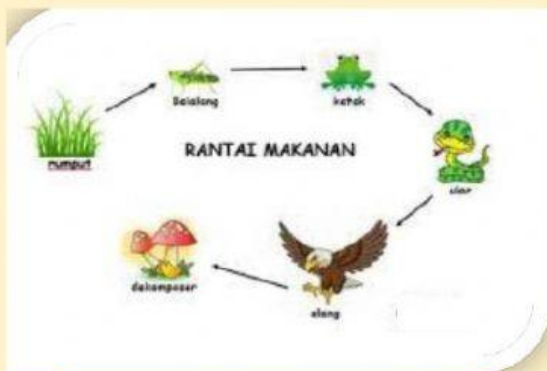 Belalang
katak
RANTAI MAKANAN
rumput
ular
dekomposer
elang